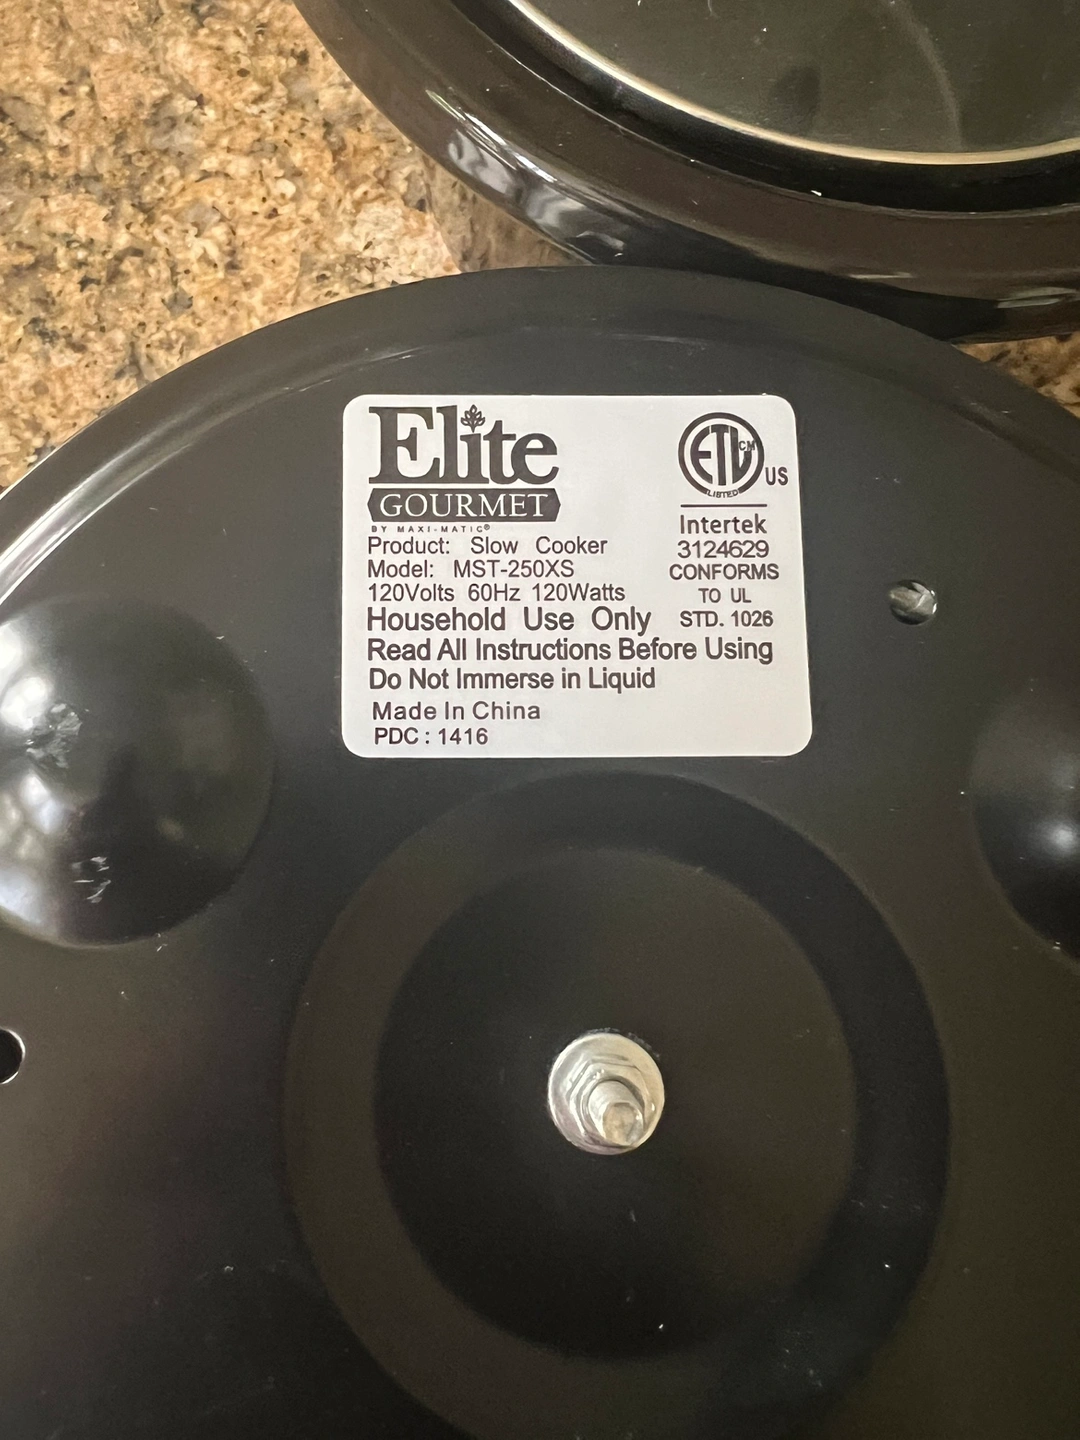 Elite
GOURMET
BY MAXI-MATIC®
Product: Slow Cooker
Model: MST-250XS
120Volts 60Hz 120Watts
Household Use Only
Read All Instructions Before Using
Do Not Immerse in Liquid
Made In China
PDC : 1416
ETL CM
LISTED
US
Intertek
3124629
CONFORMS
TO UL
STD. 1026